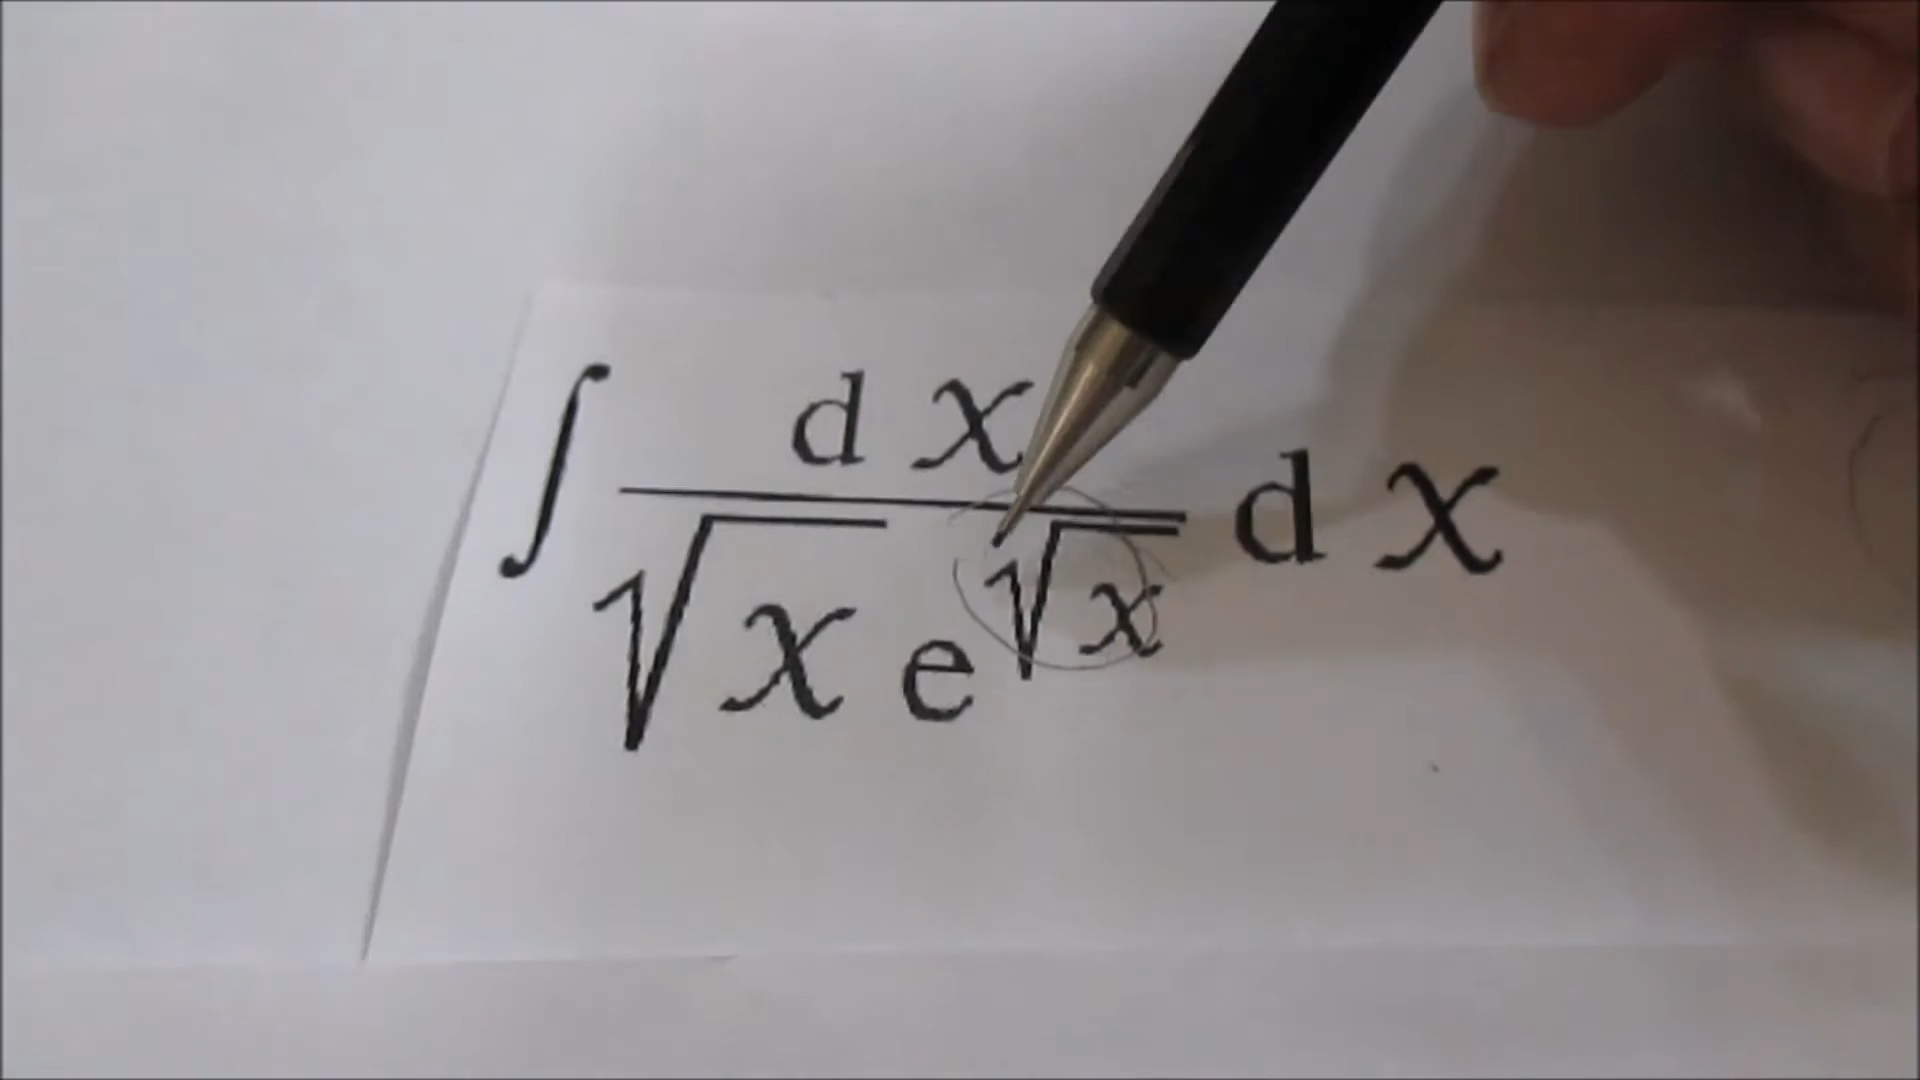 ∫ dx / (√x e^√x) dx